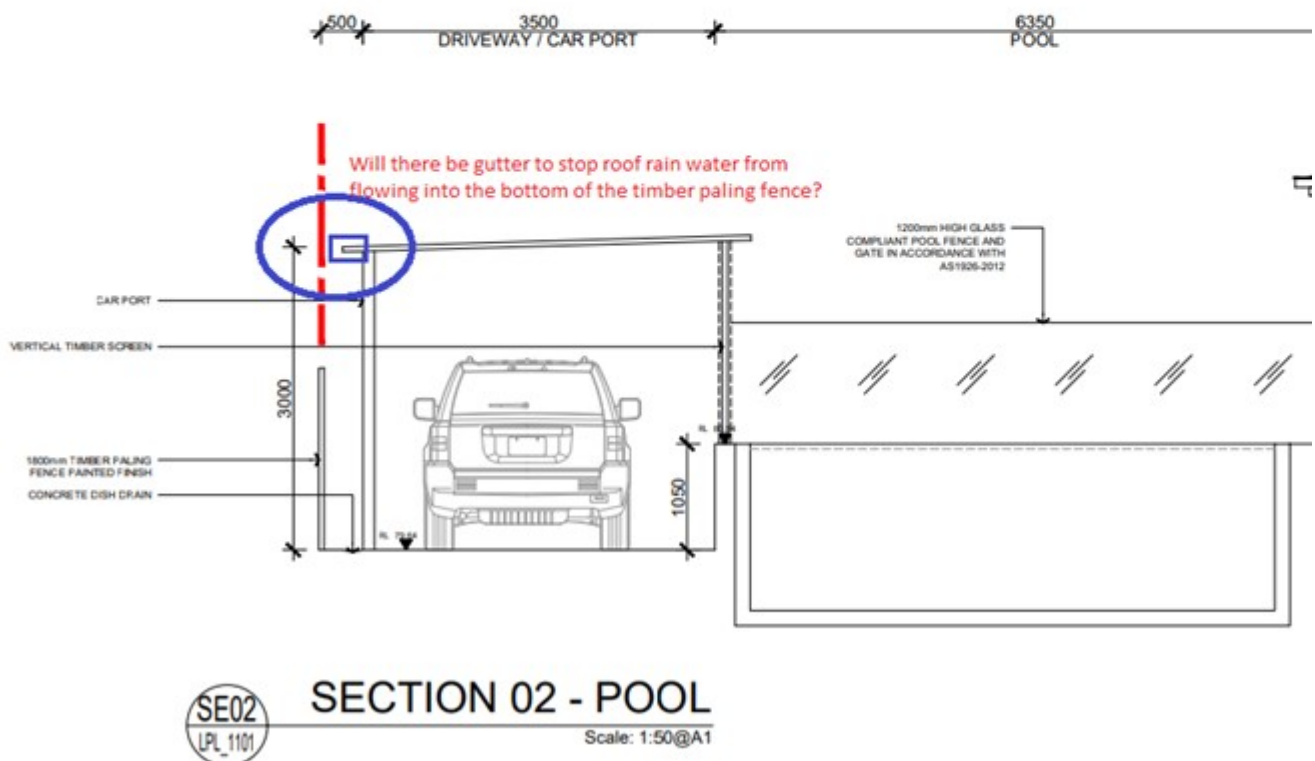 500
3500
6350
DRIVEWAY / CAR PORT
POOL
Will there be gutter to stop roof rain water from
flowing into the bottom of the timber paling fence?
1200mm HIGH GLASS
COMPLIANT POOL FENCE AND
GATE IN ACCORDANCE WITH
AS1926-2012
CAR PORT
VERTICAL TIMBER SCREEN
3000
1800mm TIMBER PALING
FENCE PAINTED FINISH
CONCRETE DISH DRAIN
RL
RL
1050
SE02
LPL_1101
SECTION 02 - POOL
Scale: 1:50@A1